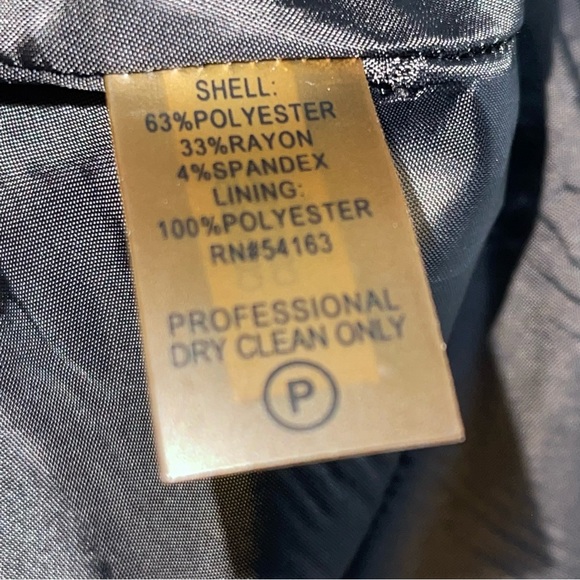 SHELL:
63%POLYESTER
33%RAYON
4%SPANDEX
LINING:
100%POLYESTER
RN#54163
PROFESSIONAL
DRY CLEAN ONLY
P